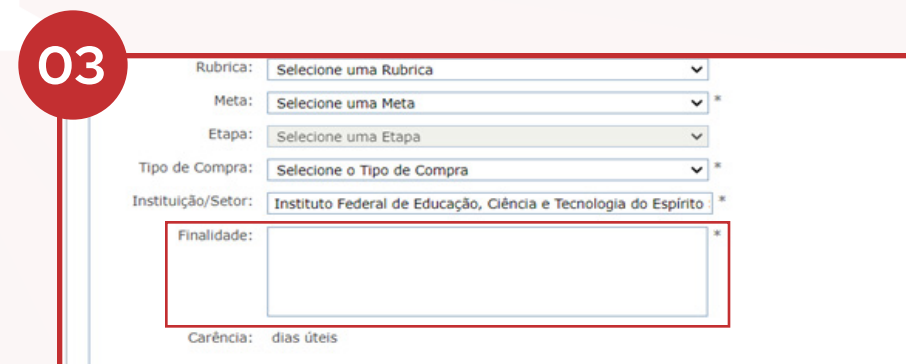 03
Rubrica: Selecione uma Rubrica
Meta: Selecione uma Meta *
Etapa: Selecione uma Etapa
Tipo de Compra: Selecione o Tipo de Compra *
Instituição/Setor: Instituto Federal de Educação, Ciência e Tecnologia do Espírito *
Finalidade: *
Carência: dias úteis